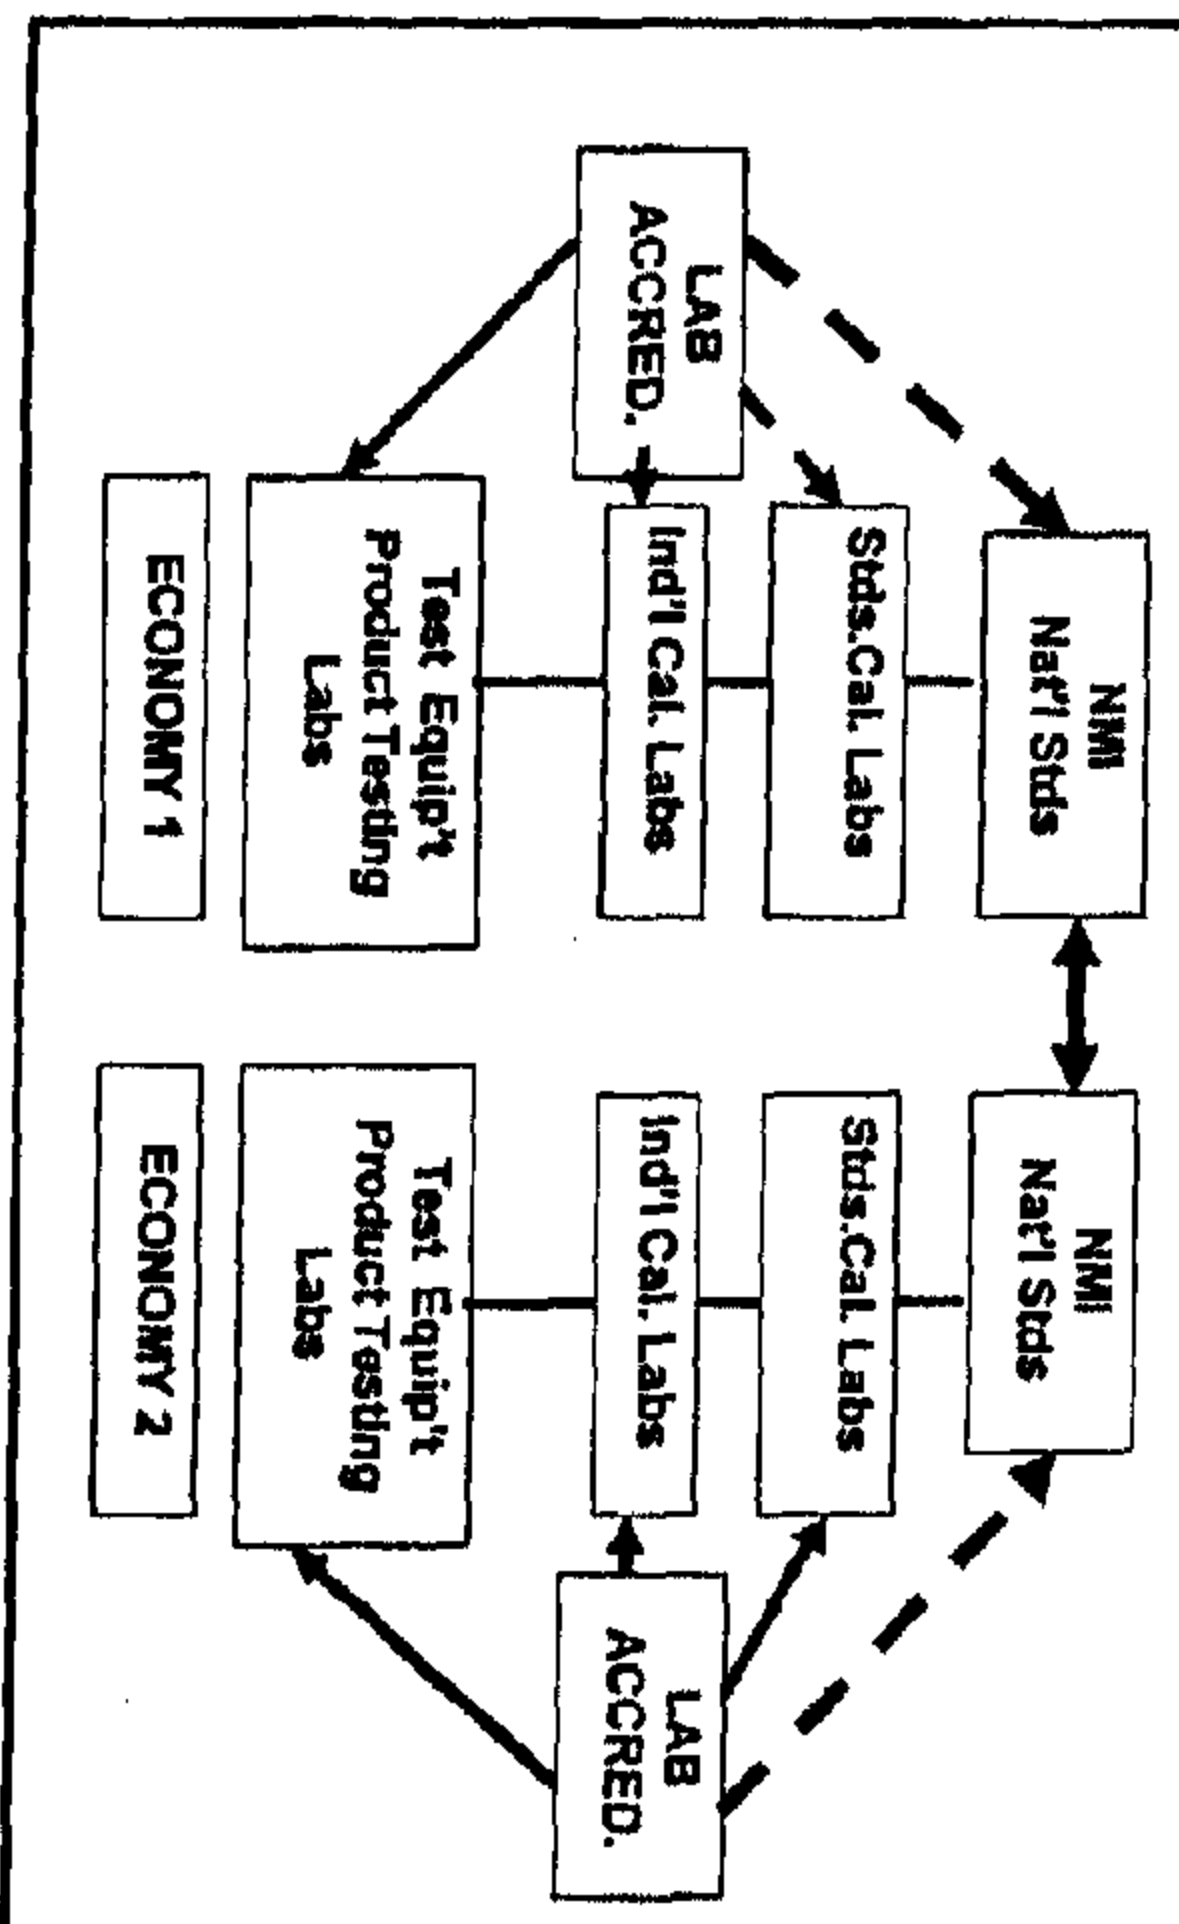 NMI
Nat'l Stds
NMI
Nat'l Stds
LAB
ACCRED.
Stds.Cal. Labs
Ind'l Cal. Labs
Stds.Cal. Labs
Ind'l Cal. Labs
LAB
ACCRED.
Test Equip't
Product Testing
Labs
Test Equip't
Product Testing
Labs
ECONOMY 1
ECONOMY 2